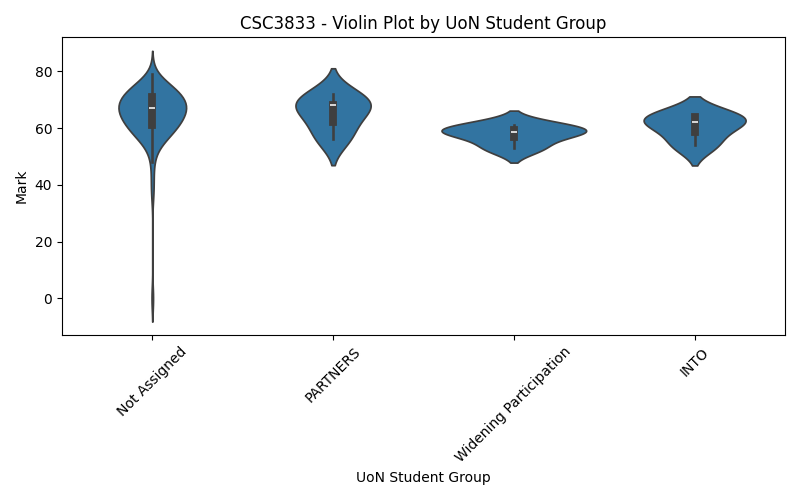 CSC3833 - Violin Plot by UoN Student Group
80
60
40
20
0
Mark
Not Assigned
PARTNERS
Widening Participation
INTO
UoN Student Group